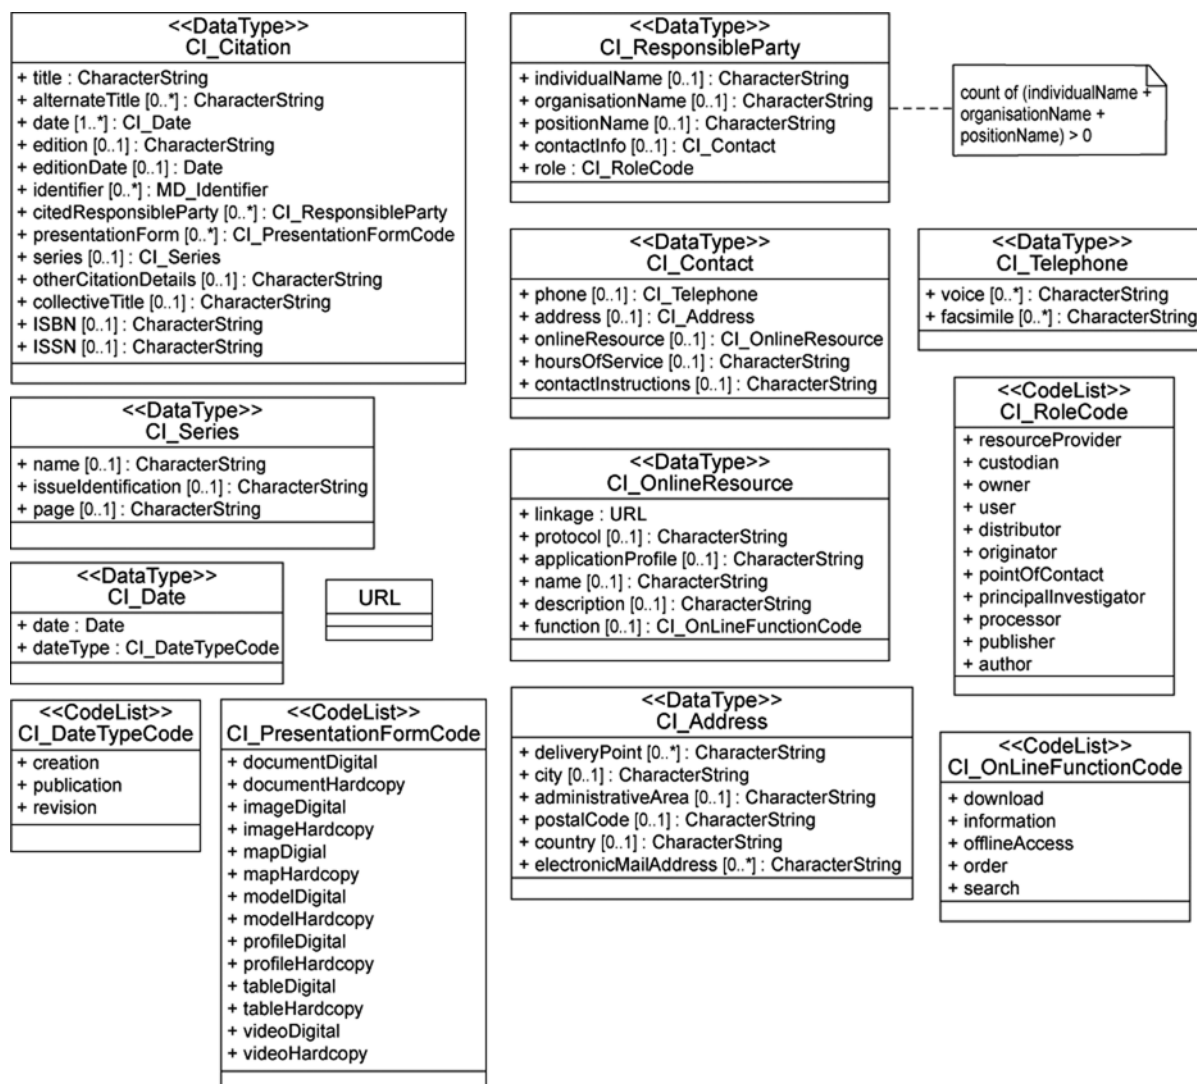 <<DataType>>
CI_Citation
+ title : CharacterString
+ alternateTitle [0..*] : CharacterString
+ date [1..*] : CI_Date
+ edition [0..1] : CharacterString
+ editionDate [0..1] : Date
+ identifier [0..*] : MD_Identifier
+ citedResponsibleParty [0..*] : CI_ResponsibleParty
+ presentationForm [0..*] : CI_PresentationFormCode
+ series [0..1] : CI_Series
+ otherCitationDetails [0..1] : CharacterString
+ collectiveTitle [0..1] : CharacterString
+ ISBN [0..1] : CharacterString
+ ISSN [0..1] : CharacterString
<<DataType>>
CI_ResponsibleParty
+ individualName [0..1] : CharacterString
+ organisationName [0..1] : CharacterString
+ positionName [0..1] : CharacterString
+ contactInfo [0..1] : CI_Contact
+ role : CI_RoleCode
count of (individualName +
organisationName +
positionName) > 0
<<DataType>>
CI_Contact
+ phone [0..1] : CI_Telephone
+ address [0..1] : CI_Address
+ onlineResource [0..1] : CI_OnlineResource
+ hoursOfService [0..1] : CharacterString
+ contactInstructions [0..1] : CharacterString
<<DataType>>
CI_Telephone
+ voice [0..*] : CharacterString
+ facsimile [0..*] : CharacterString
<<DataType>>
CI_Series
+ name [0..1] : CharacterString
+ issueIdentification [0..1] : CharacterString
+ page [0..1] : CharacterString
<<DataType>>
CI_OnlineResource
+ linkage : URL
+ protocol [0..1] : CharacterString
+ applicationProfile [0..1] : CharacterString
+ name [0..1] : CharacterString
+ description [0..1] : CharacterString
+ function [0..1] : CI_OnLineFunctionCode
<<CodeList>>
CI_RoleCode
+ resourceProvider
+ custodian
+ owner
+ user
+ distributor
+ originator
+ pointOfContact
+ principalInvestigator
+ processor
+ publisher
+ author
<<DataType>>
CI_Date
+ date : Date
+ dateType : CI_DateTypeCode
URL
<<CodeList>>
CI_DateTypeCode
+ creation
+ publication
+ revision
<<CodeList>>
CI_PresentationFormCode
+ documentDigital
+ documentHardcopy
+ imageDigital
+ imageHardcopy
+ mapDigial
+ mapHardcopy
+ modelDigital
+ modelHardcopy
+ profileDigital
+ profileHardcopy
+ tableDigital
+ tableHardcopy
+ videoDigital
+ videoHardcopy
<<DataType>>
CI_Address
+ deliveryPoint [0..*] : CharacterString
+ city [0..1] : CharacterString
+ administrativeArea [0..1] : CharacterString
+ postalCode [0..1] : CharacterString
+ country [0..1] : CharacterString
+ electronicMailAddress [0..*] : CharacterString
<<CodeList>>
CI_OnLineFunctionCode
+ download
+ information
+ offlineAccess
+ order
+ search